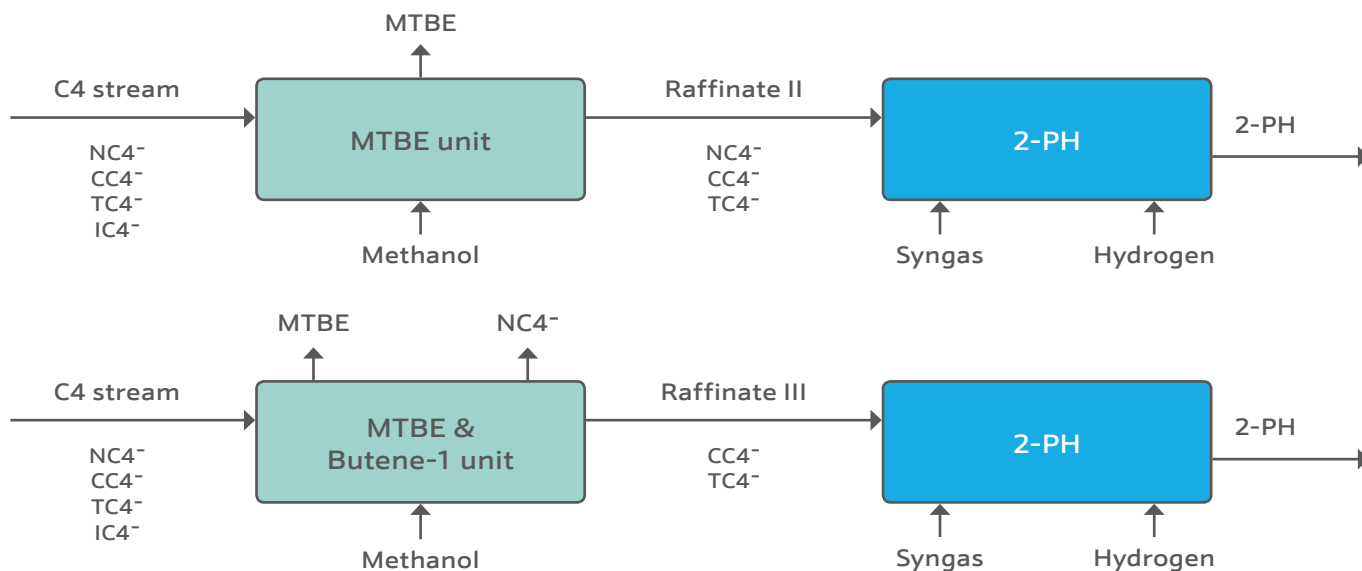 MTBE
C4 stream
Raffinate II
MTBE unit
2-PH
2-PH
NC4⁻
CC4⁻
TC4⁻
IC4⁻
NC4⁻
CC4⁻
TC4⁻
Methanol
Syngas
Hydrogen
MTBE
NC4⁻
C4 stream
Raffinate III
MTBE &
Butene-1 unit
2-PH
2-PH
NC4⁻
CC4⁻
TC4⁻
IC4⁻
CC4⁻
TC4⁻
Methanol
Syngas
Hydrogen